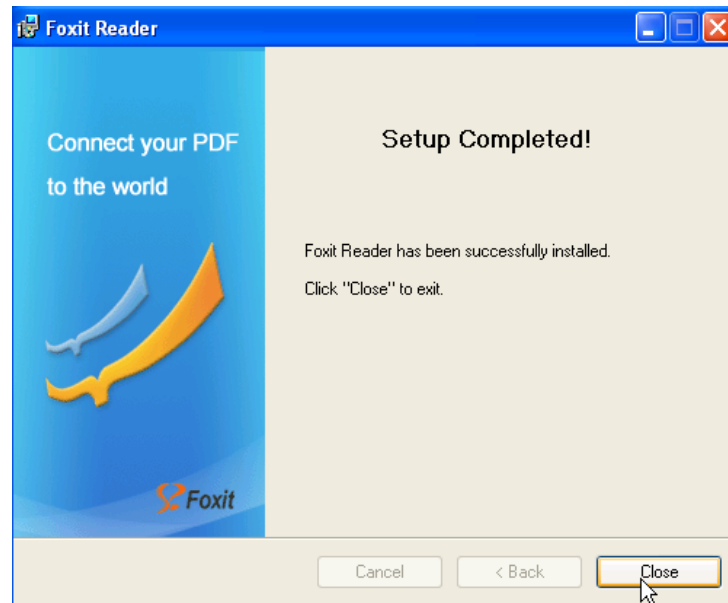 Foxit Reader
Connect your PDF
to the world
Setup Completed!
Foxit Reader has been successfully installed.
Click "Close" to exit.
Foxit
Cancel
< Back
Close